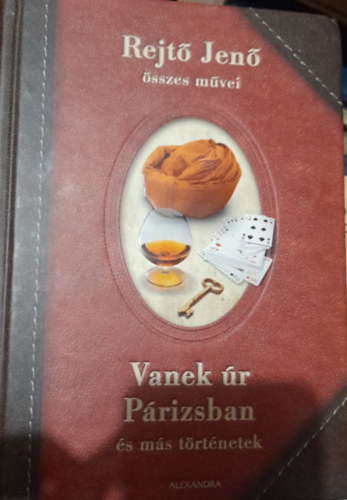 Rejtő Jenő
összes művei
Vanek úr
Párizsban
és más történetek
ALEXANDRA